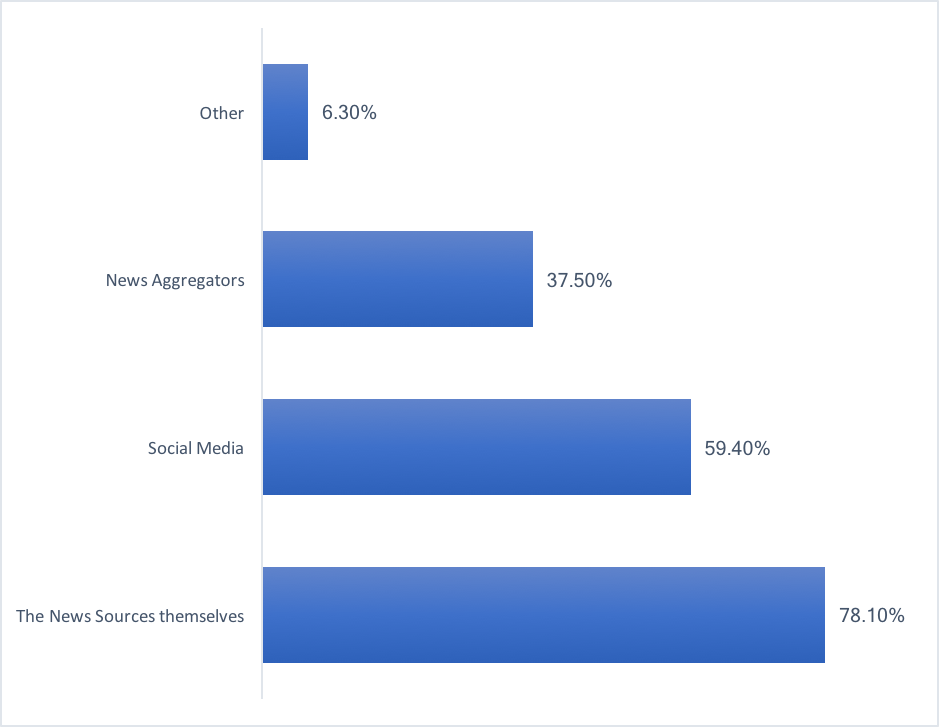 Other
6.30%
News Aggregators
37.50%
Social Media
59.40%
The News Sources themselves
78.10%